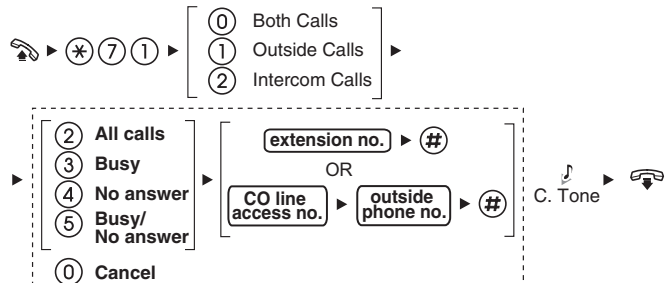 0 Both Calls
* 7 1
1 Outside Calls
2 Intercom Calls
2 All calls
3 Busy
4 No answer
5 Busy/
No answer
0 Cancel
extension no. #
OR
CO line
access no.
outside
phone no.
#
C. Tone